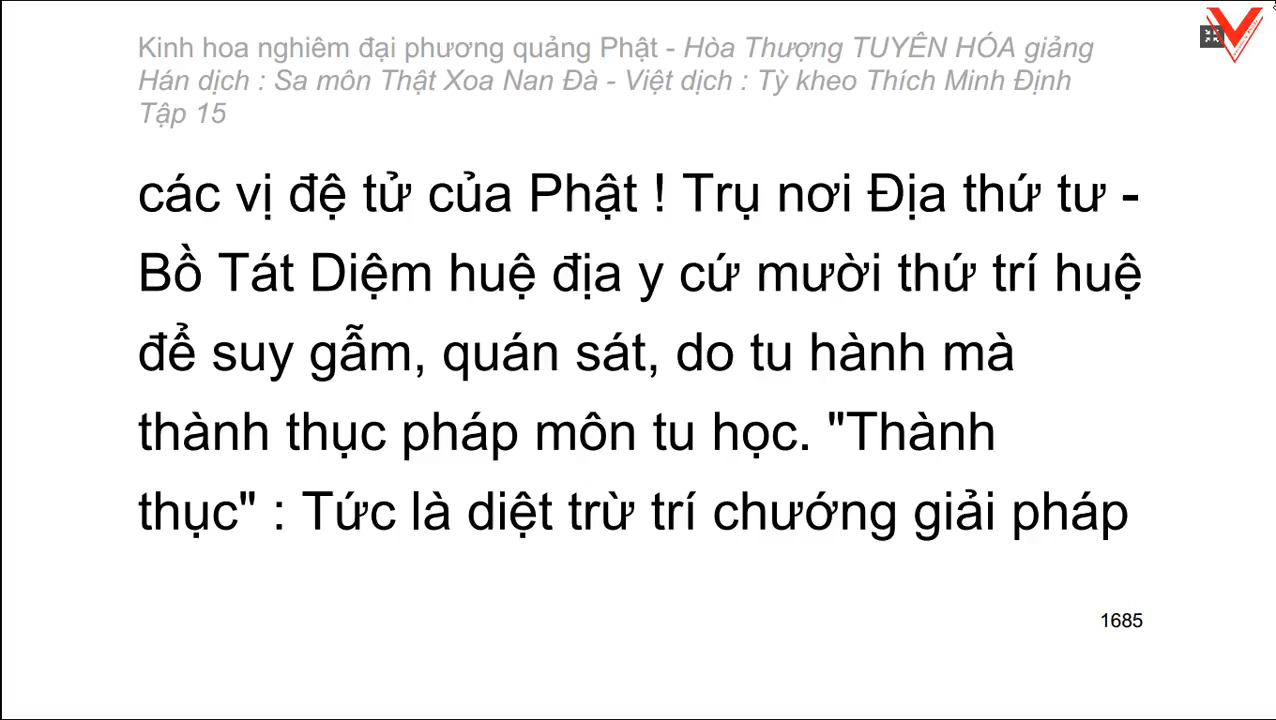 Kinh hoa nghiêm đại phương quảng Phật - Hòa Thượng TUYÊN HÓA giảng
Hán dịch : Sa môn Thật Xoa Nan Đà - Việt dịch : Tỳ kheo Thích Minh Định
Tập 15
các vị đệ tử của Phật ! Trụ nơi Địa thứ tư -
Bồ Tát Diệm huệ địa y cứ mười thứ trí huệ
để suy gẫm, quán sát, do tu hành mà
thành thục pháp môn tu học. "Thành
thục" : Tức là diệt trừ trí chướng giải pháp
1685